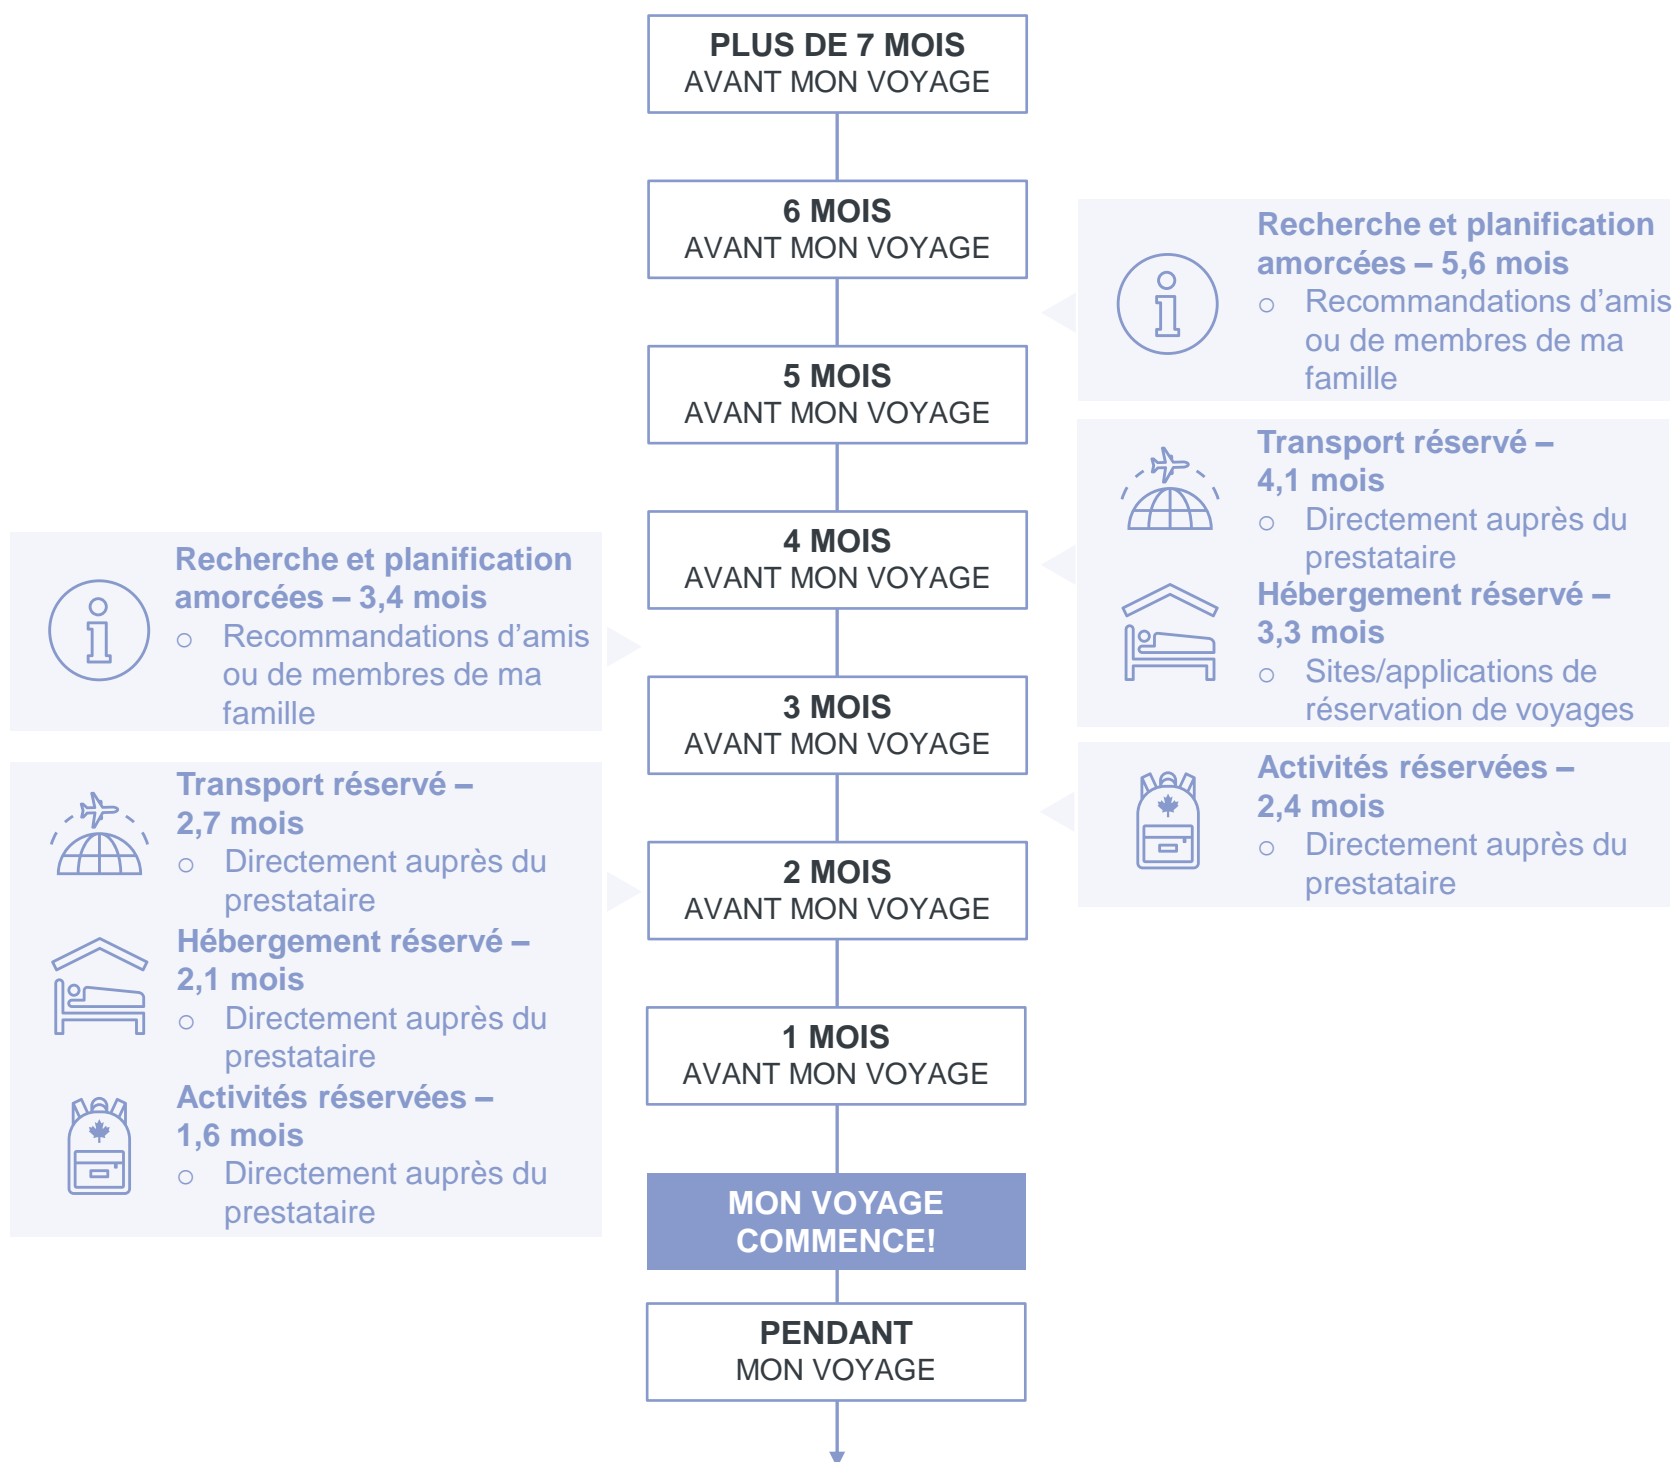 PLUS DE 7 MOIS
AVANT MON VOYAGE
6 MOIS
AVANT MON VOYAGE
5 MOIS
AVANT MON VOYAGE
4 MOIS
AVANT MON VOYAGE
3 MOIS
AVANT MON VOYAGE
2 MOIS
AVANT MON VOYAGE
1 MOIS
AVANT MON VOYAGE
MON VOYAGE
COMMENCE!
PENDANT
MON VOYAGE
Recherche et planification
amorcées – 3,4 mois
o Recommandations d’amis
ou de membres de ma
famille
Transport réservé –
2,7 mois
o Directement auprès du
prestataire
Hébergement réservé –
2,1 mois
o Directement auprès du
prestataire
Activités réservées –
1,6 mois
o Directement auprès du
prestataire
Recherche et planification
amorcées – 5,6 mois
o Recommandations d’amis
ou de membres de ma
famille
Transport réservé –
4,1 mois
o Directement auprès du
prestataire
Hébergement réservé –
3,3 mois
o Sites/applications de
réservation de voyages
Activités réservées –
2,4 mois
o Directement auprès du
prestataire